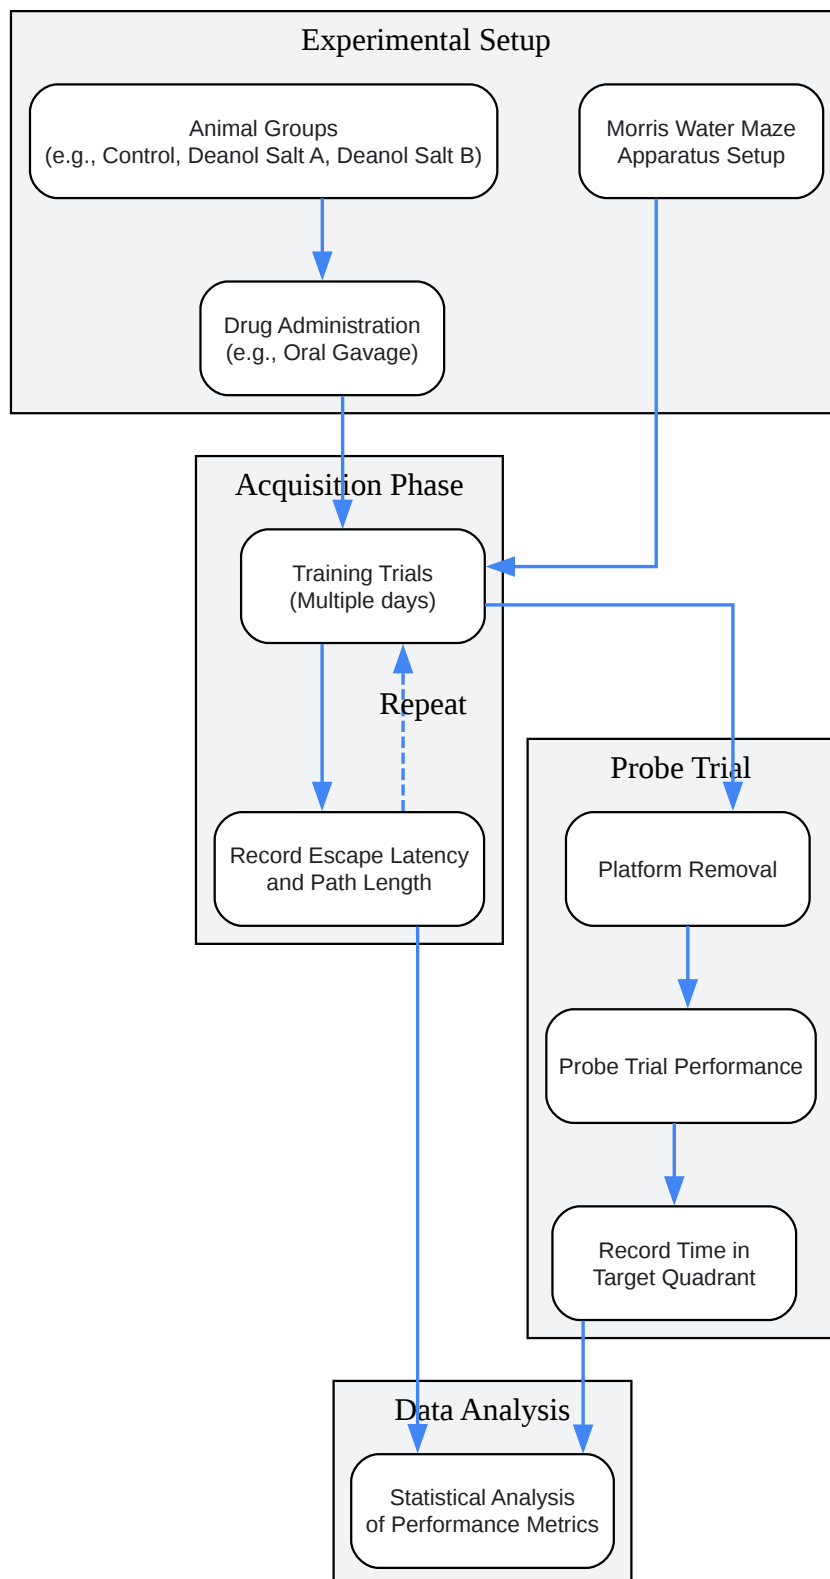 Experimental Setup
Animal Groups
(e.g., Control, Deanol Salt A, Deanol Salt B)
Morris Water Maze
Apparatus Setup
Drug Administration
(e.g., Oral Gavage)
Acquisition Phase
Training Trials
(Multiple days)
Repeat
Record Escape Latency
and Path Length
Probe Trial
Platform Removal
Probe Trial Performance
Record Time in
Target Quadrant
Data Analysis
Statistical Analysis
of Performance Metrics